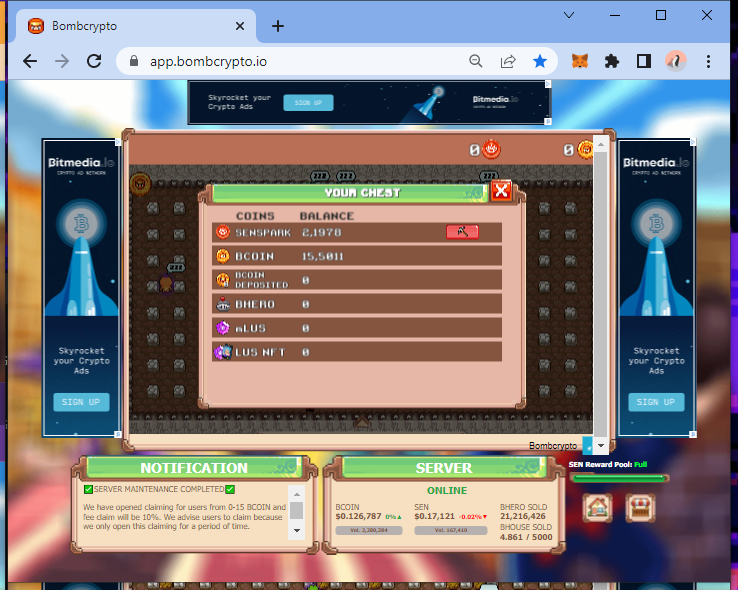 Bombcrypto
app.bombcrypto.io
Skyrocket your
Crypto Ads
SIGN UP
Bitmedia.io
0
0
Bitmedia.io
CRYPTO AD NETWORK
Skyrocket
your Crypto
Ads
SIGN UP
zzz
zzz
zzz
zzz
YOUR CHEST
COINS BALANCE
SENSPARK 2,1978
BCOIN 15,5011
BCOIN
DEPOSITED 0
BHERO 0
mLUS 0
LUS NFT 0
Bitmedia.io
CRYPTO AD NETWORK
Skyrocket
your Crypto
Ads
SIGN UP
Bombcrypto
NOTIFICATION
SERVER MAINTENANCE COMPLETED
We have opened claiming for users from 0-15 BCOIN and
fee claim will be 10%. We advise users to claim because
we only open this claiming for a period of time.
SERVER
ONLINE
BCOIN
$0.126,787 0%
Vol. 2,300,384
SEN
$0.17,121 -0.02%
Vol. 167,410
BHERO SOLD
21,216,426
BHOUSE SOLD
4.861 / 5000
SEN Reward Pool: Full